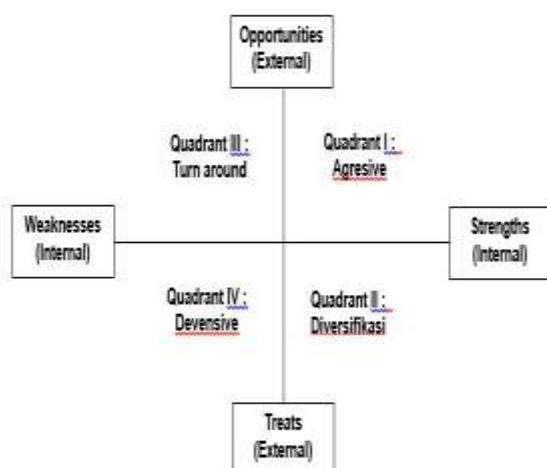 Opportunities
(External)
Quadrant III :
Turn around
Quadrant I :
Agresive
Weaknesses
(Internal)
Strengths
(Internal)
Quadrant IV :
Devensive
Quadrant II :
Diversifikasi
Treats
(External)